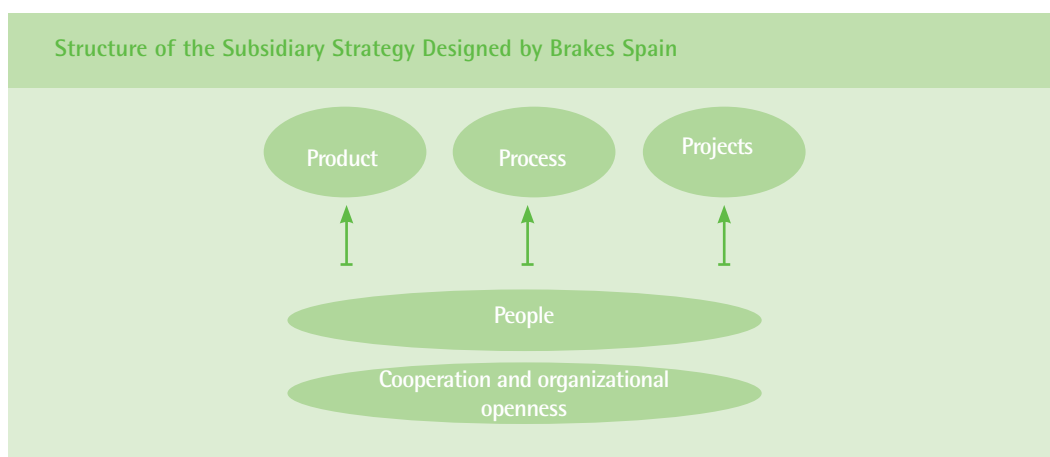 Structure of the Subsidiary Strategy Designed by Brakes Spain
Product
Process
Projects
People
Cooperation and organizational
openness